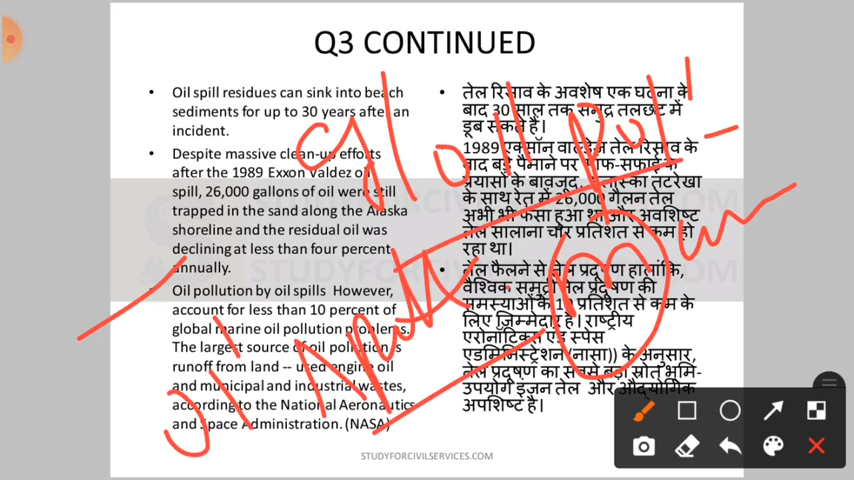 Q3 CONTINUED
• Oil spill residues can sink into beach
sediments for up to 30 years after an
incident.
• Despite massive clean-up efforts
after the 1989 Exxon Valdez oil
spill, 26,000 gallons of oil were still
trapped in the sand along the Alaska
shoreline and the residual oil was
declining at less than four percent
annually.
• Oil pollution by oil spills However,
account for less than 10 percent of
global marine oil pollution problems.
The largest source of oil pollution is
runoff from land -- used engine oil
and municipal and industrial wastes,
according to the National Aeronautics
and Space Administration. (NASA)
• तेल रिसाव के अवशेष एक घटना के
बाद 30 साल तक समुद्र तलछट में
डूब सकते हैं।
1989 एक्सॉन वाल्डेज़ तेल रिसाव के
बाद बड़े पैमाने पर साफ-सफाई के
प्रयासों के बावजूद, अलास्का तटरेखा
के साथ रेत में 26,000 गैलन तेल
अभी भी फंसा हुआ था और अवशिष्ट
तेल सालाना चार प्रतिशत से कम हो
रहा था।
• तेल फैलने से तेल प्रदूषण हालांकि,
वैश्विक समुद्री तेल प्रदूषण की
समस्याओं के 10 प्रतिशत से कम के
लिए ज़िम्मेदार है। राष्ट्रीय
एरोनॉटिक्स एंड स्पेस
एडमिनिस्ट्रेशन (नासा)) के अनुसार,
तेल प्रदूषण का सबसे बड़ा स्रोत भूमि-
उपयोग इंजन तेल और औद्योगिक
अपशिष्ट है।
STUDYFORCIVILSERVICES.COM